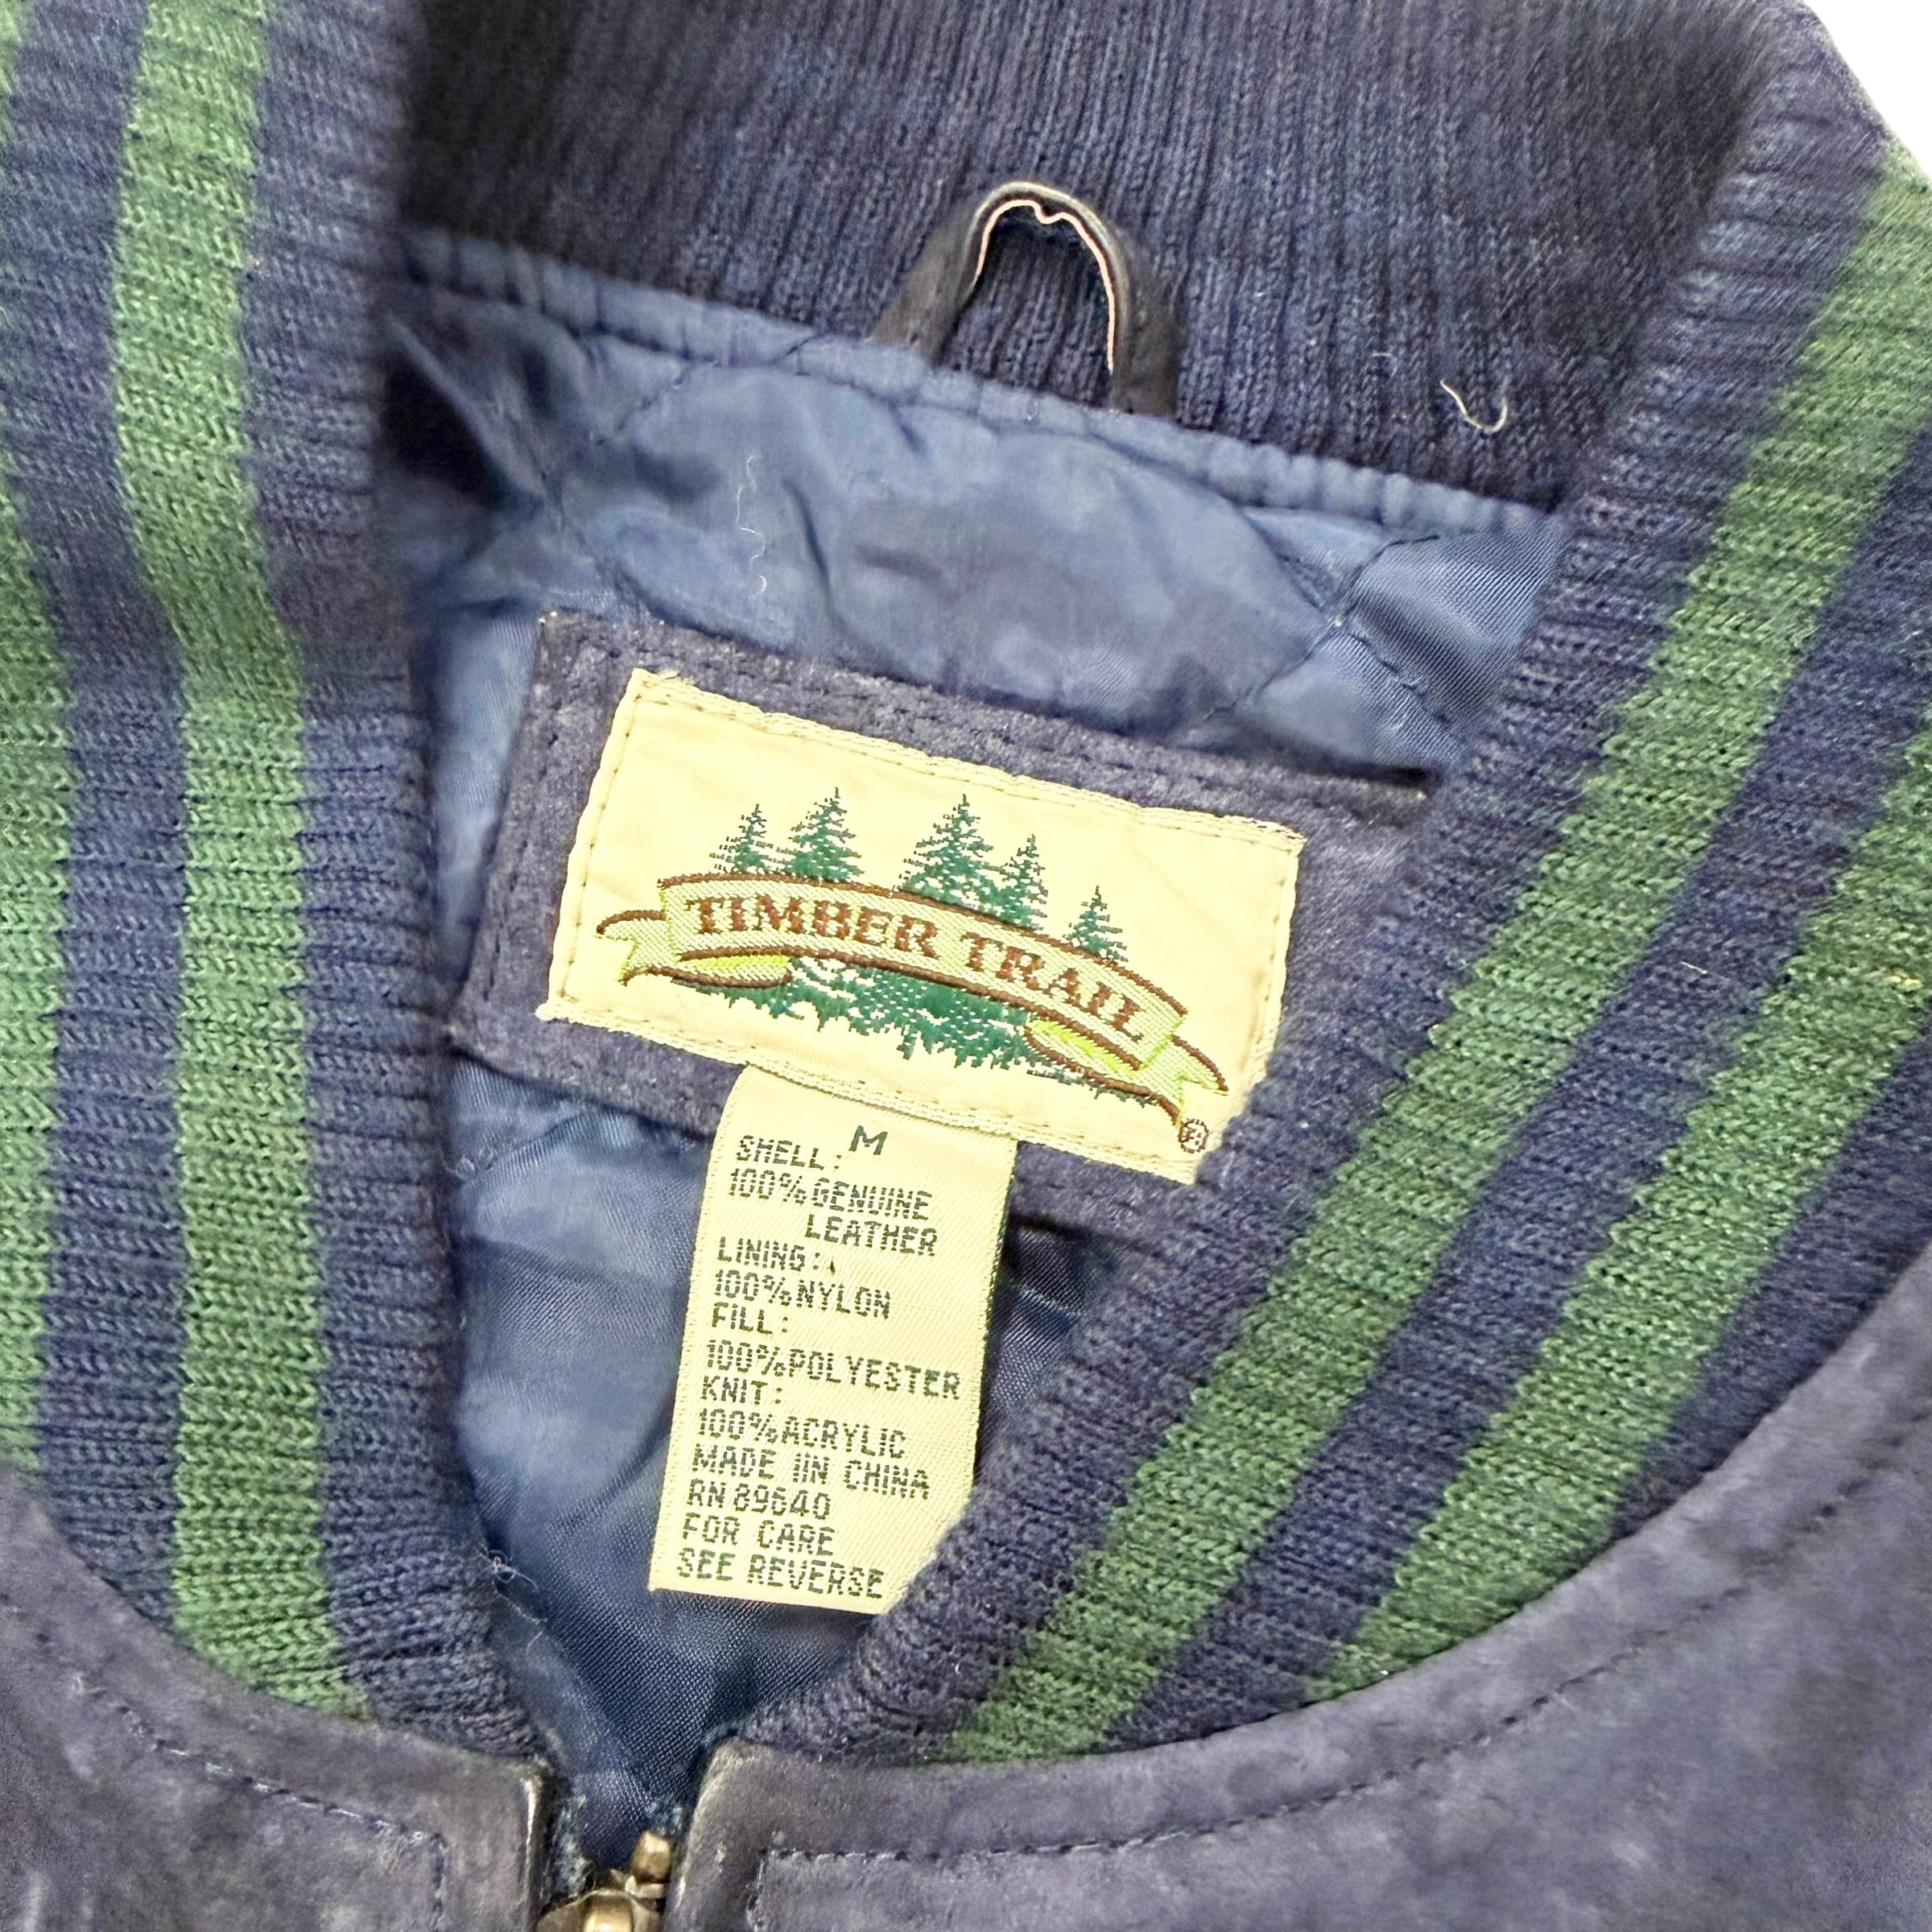 TIMBER TRAIL
®
M
SHELL:
100% GENUINE
LEATHER
LINING:
100% NYLON
FILL:
100% POLYESTER
KNIT:
100% ACRYLIC
MADE IN CHINA
RN 89640
FOR CARE
SEE REVERSE